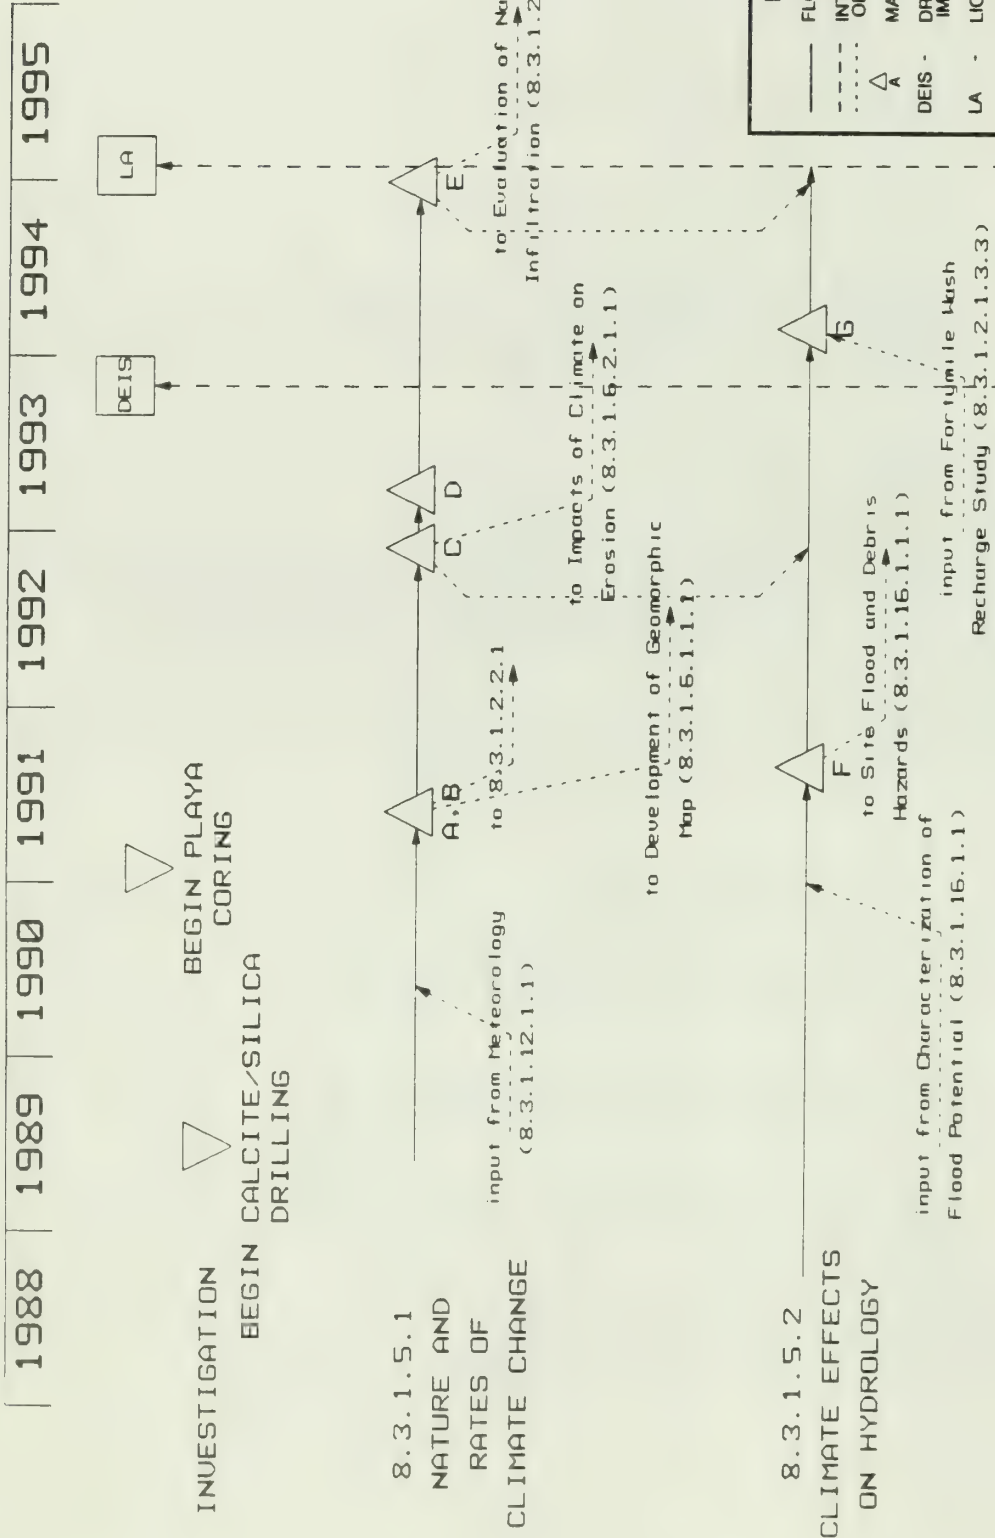 1988 1989 1990 1991 1992 1993 1994 1995
DEIS
LA
INVESTIGATION
BEGIN CALCITE/SILICA
DRILLING
BEGIN PLAYA
CORING
8.3.1.5.1
NATURE AND
RATES OF
CLIMATE CHANGE
A,B
C
D
E
input from Meteorology
(8.3.1.12.1.1)
to 8.3.1.2.2.1
to Development of Geomorphic
Map (8.3.1.6.1.1.1)
to Impacts of Climate on
Erosion (8.3.1.6.2.1.1)
to Evaluation of
Infiltration (8.3.1.2
8.3.1.5.2
CLIMATE EFFECTS
ON HYDROLOGY
F
G
input from Characterization of
Flood Potential (8.3.1.16.1.1)
to Site Flood and Debris
Hazards (8.3.1.16.1.1.1)
input from Fortymile Wash
Recharge Study (8.3.1.2.1.3.3)
A
DEIS -
LA -